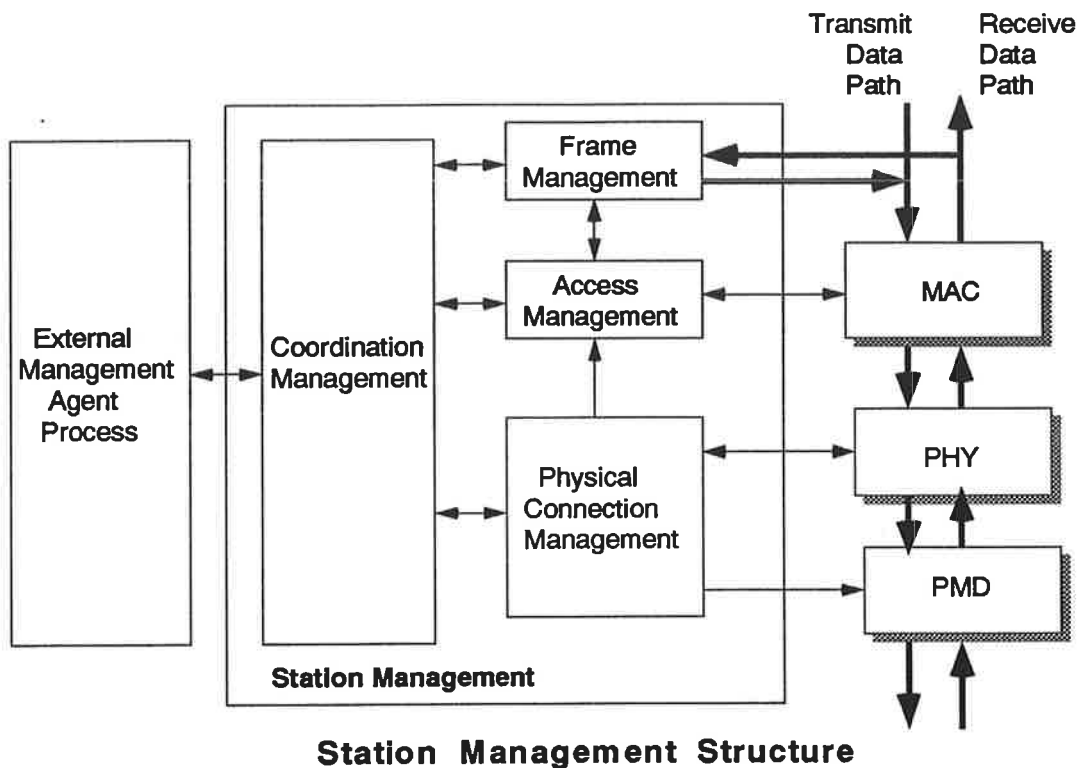 Transmit
Data
Path
Receive
Data
Path
Frame
Management
Access
Management
MAC
External
Management
Agent
Process
Coordination
Management
Physical
Connection
Management
PHY
PMD
Station Management
Station Management Structure